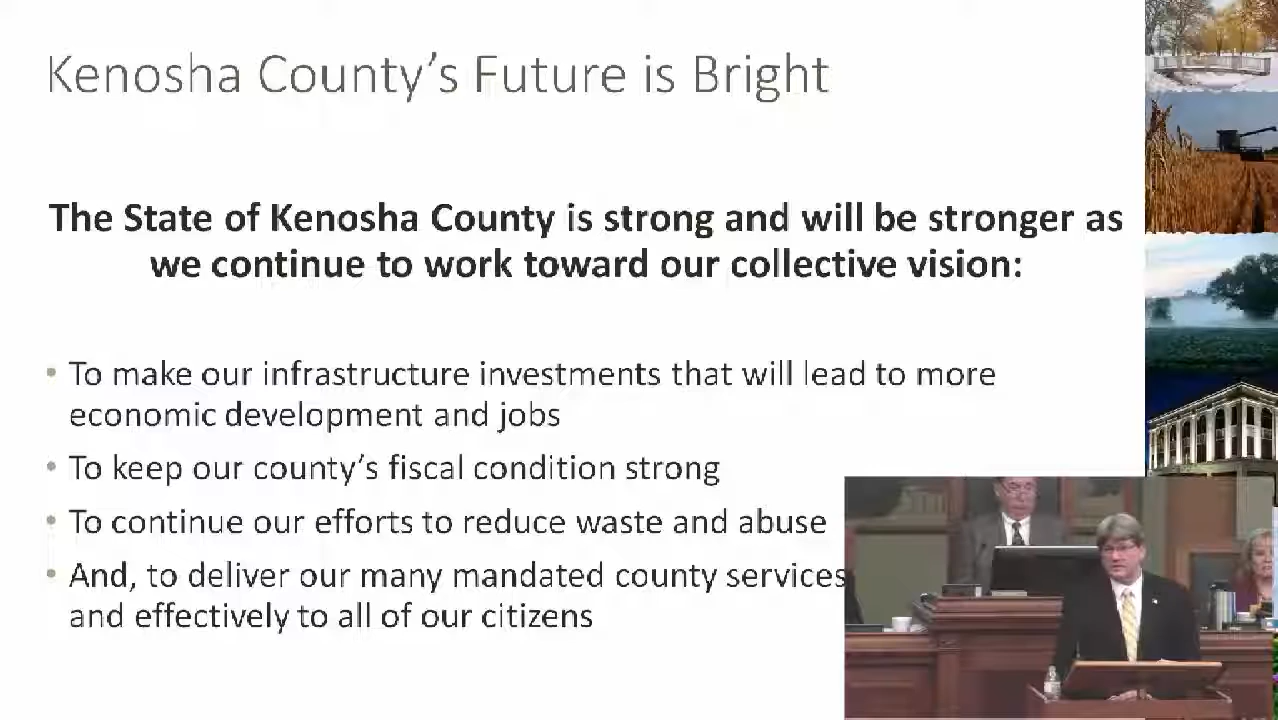 Kenosha County's Future is Bright
The State of Kenosha County is strong and will be stronger as
we continue to work toward our collective vision:
• To make our infrastructure investments that will lead to more
economic development and jobs
• To keep our county's fiscal condition strong
• To continue our efforts to reduce waste and abuse
• And, to deliver our many mandated county services
and effectively to all of our citizens